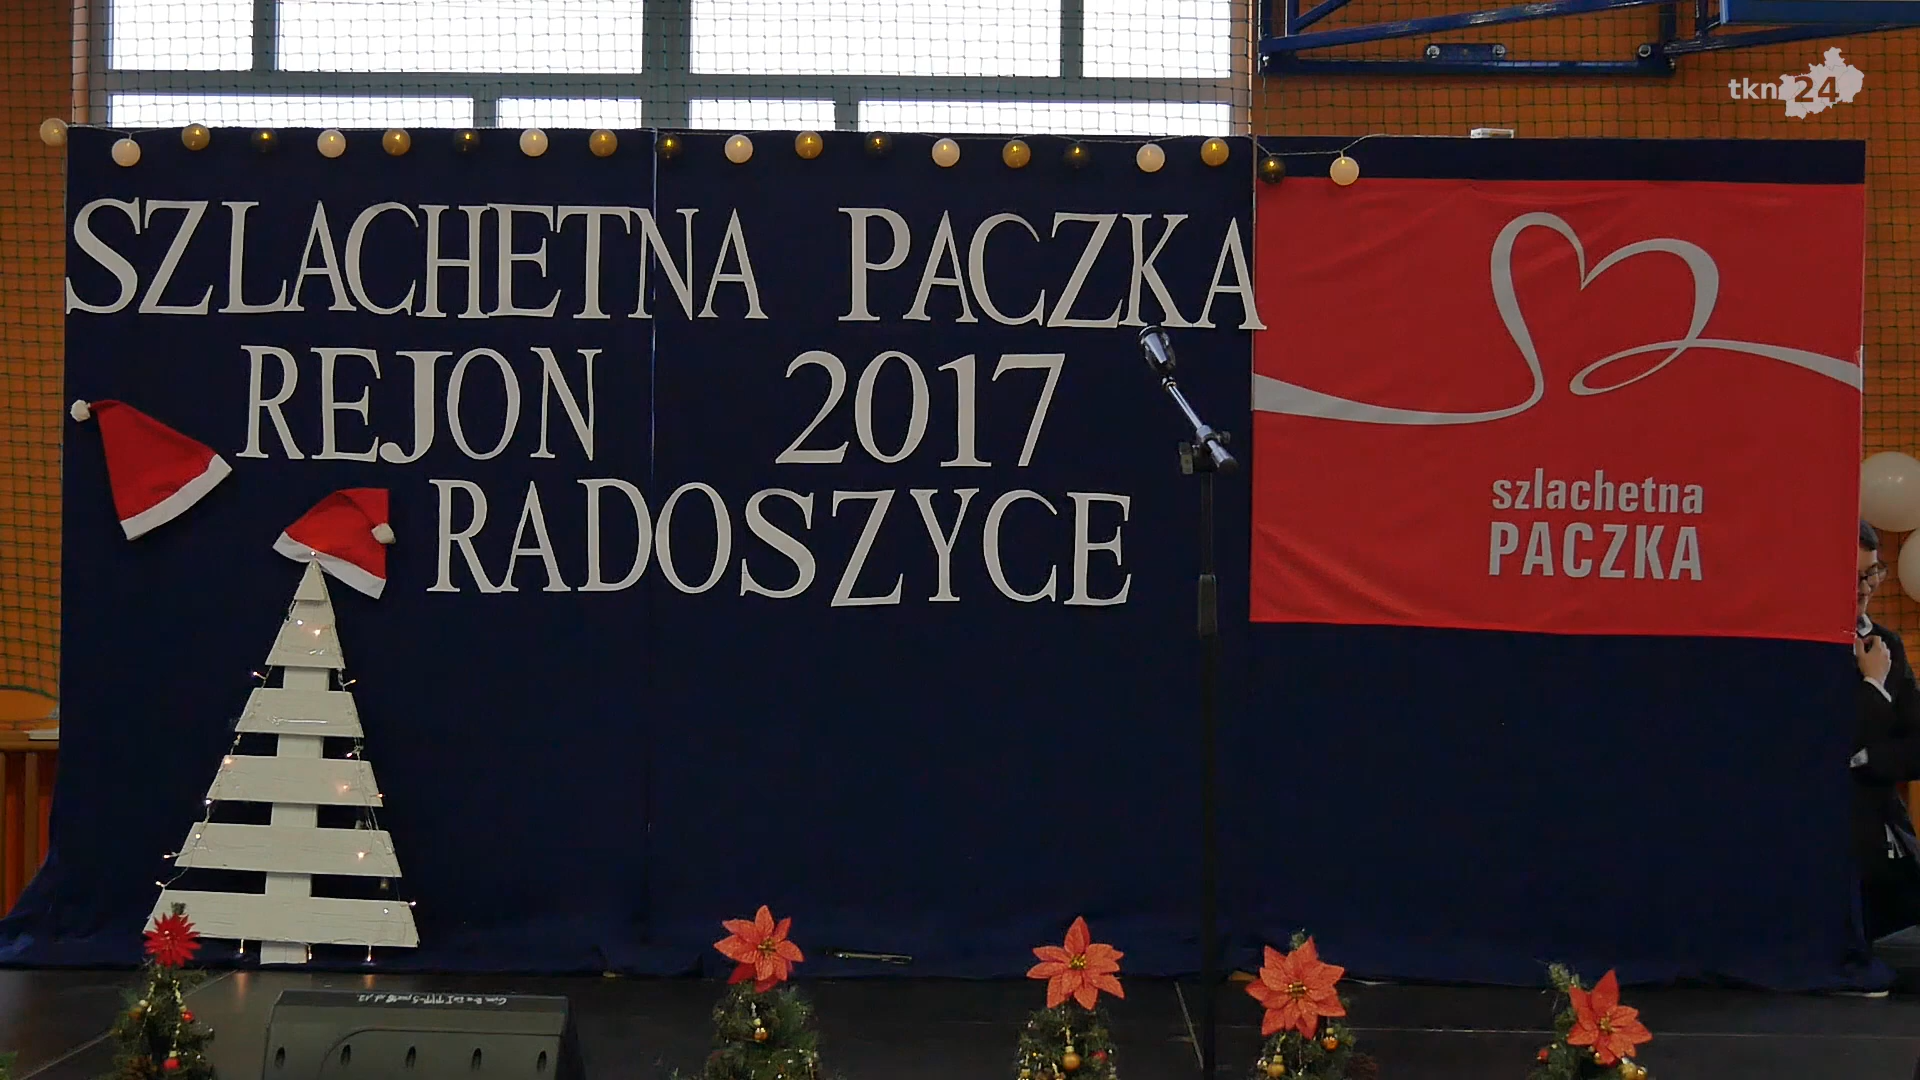 tkn24
SZLACHETNA PACZKA
REJON 2017
RADOSZYCE
szlachetna
PACZKA